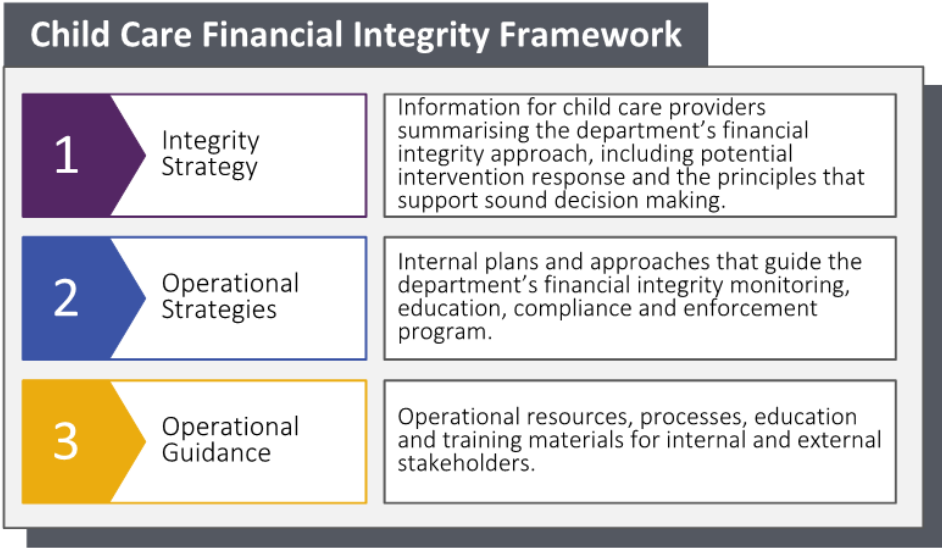 Child Care Financial Integrity Framework
1
Integrity
Strategy
Information for child care providers
summarising the department's financial
integrity approach, including potential
intervention response and the principles that
support sound decision making.
2
Operational
Strategies
Internal plans and approaches that guide the
department's financial integrity monitoring,
education, compliance and enforcement
program.
3
Operational
Guidance
Operational resources, processes, education
and training materials for internal and external
stakeholders.